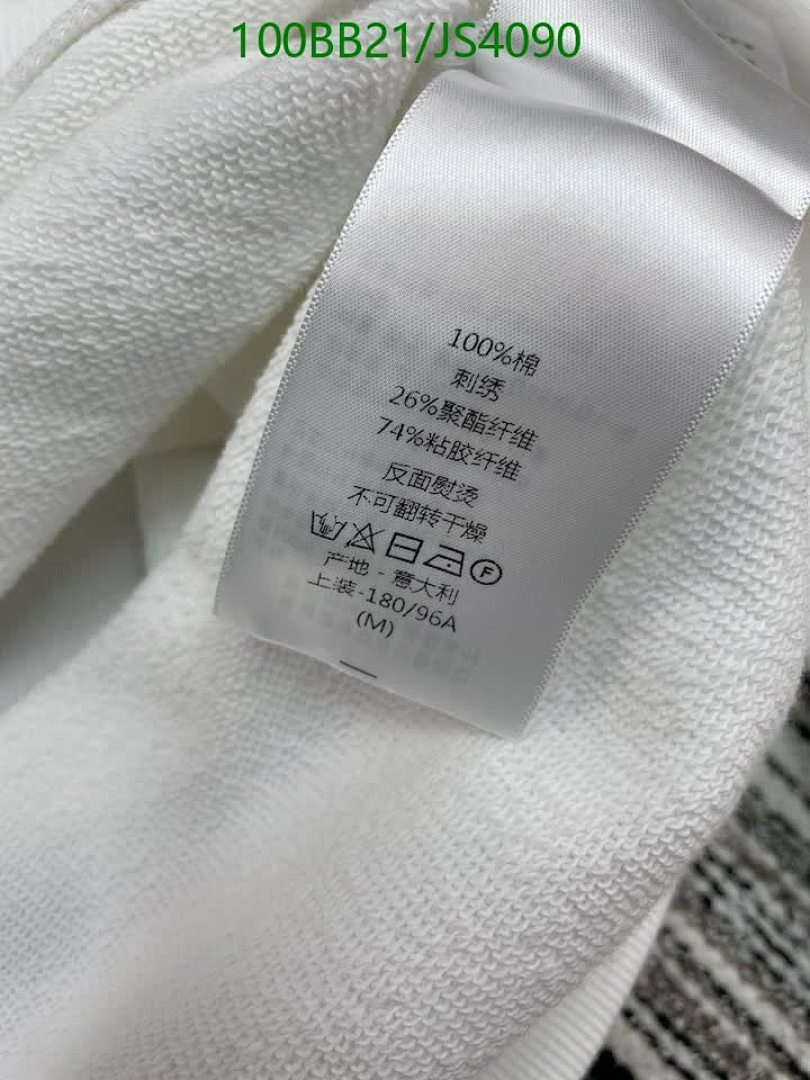 100BB21/JS4090
100%棉
刺绣
26%聚酯纤维
74%粘胶纤维
反面熨烫
不可翻转干燥
F
产地 - 意大利
上装-180/96A
(M)